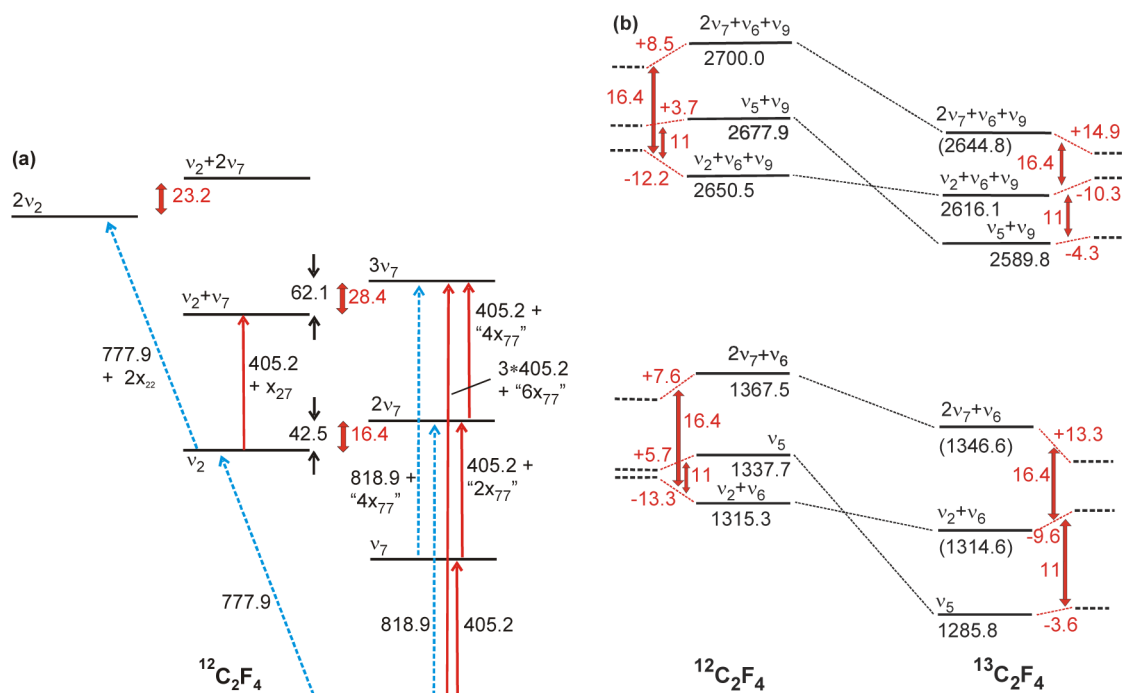 (a)
ν₂+2ν₇
23.2
2ν₂
3ν₇
62.1
28.4
ν₂+ν₇
405.2 +
“4x₇₇”
777.9
+ 2x₂₂
405.2
+ x₂₇
3*405.2
+ “6x₇₇”
2ν₇
42.5
16.4
ν₂
818.9 +
“4x₇₇”
405.2 +
“2x₇₇”
ν₇
777.9
818.9
405.2
¹²C₂F₄
(b)
2ν₇+ν₆+ν₉
+8.5
2700.0
16.4
+3.7
ν₅+ν₉
11
2677.9
ν₂+ν₆+ν₉
-12.2
2650.5
2ν₇+ν₆+ν₉
+14.9
(2644.8)
16.4
ν₂+ν₆+ν₉
-10.3
2616.1
11
ν₅+ν₉
2589.8
-4.3
2ν₇+ν₆
+7.6
1367.5
16.4
ν₅
+5.7
11
1337.7
ν₂+ν₆
-13.3
1315.3
2ν₇+ν₆
+13.3
(1346.6)
16.4
ν₂+ν₆
-9.6
(1314.6)
11
ν₅
1285.8
-3.6
¹²C₂F₄
¹³C₂F₄